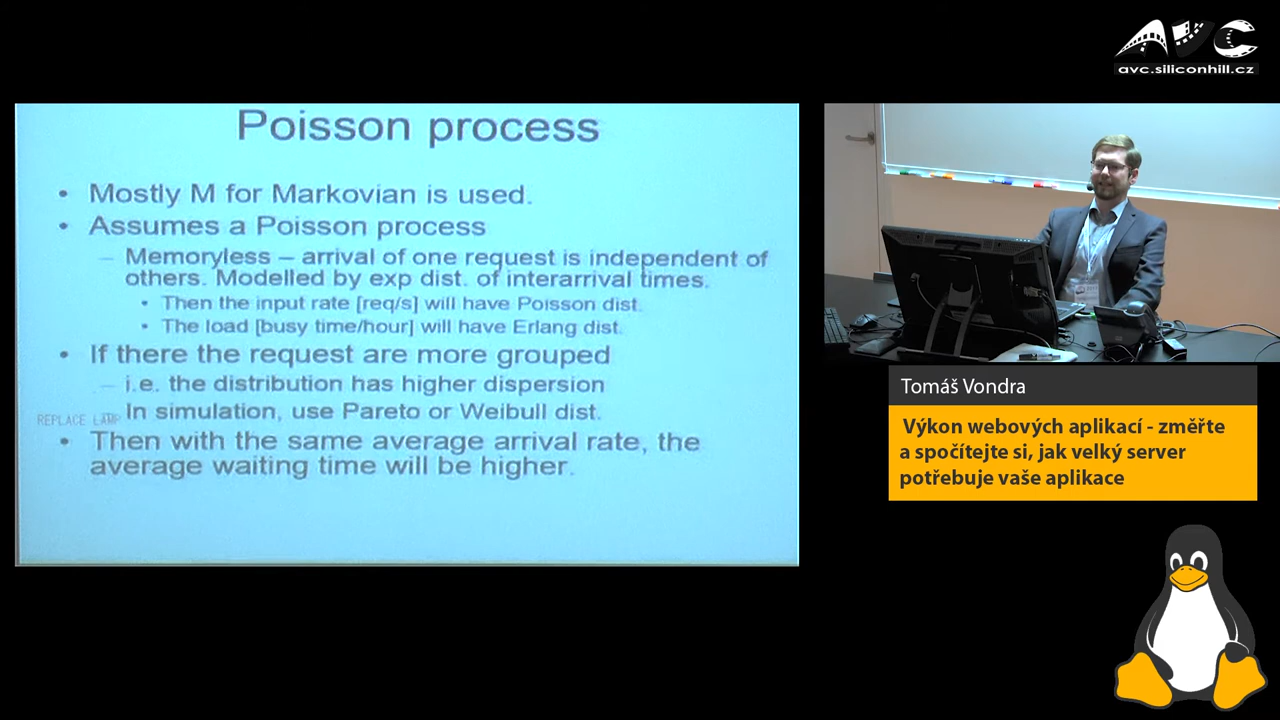 AVC
avc.siliconhill.cz
Poisson process
• Mostly M for Markovian is used.
• Assumes a Poisson process
– Memoryless – arrival of one request is independent of
others. Modelled by exp dist. of interarrival times.
• Then the input rate [req/s] will have Poisson dist.
• The load [busy time/hour] will have Erlang dist.
• If there the request are more grouped
– i.e. the distribution has higher dispersion
REPLACE LAMP
– In simulation, use Pareto or Weibull dist.
• Then with the same average arrival rate, the
average waiting time will be higher.
Tomáš Vondra
Výkon webových aplikací - změřte
a spočítejte si, jak velký server
potřebuje vaše aplikace